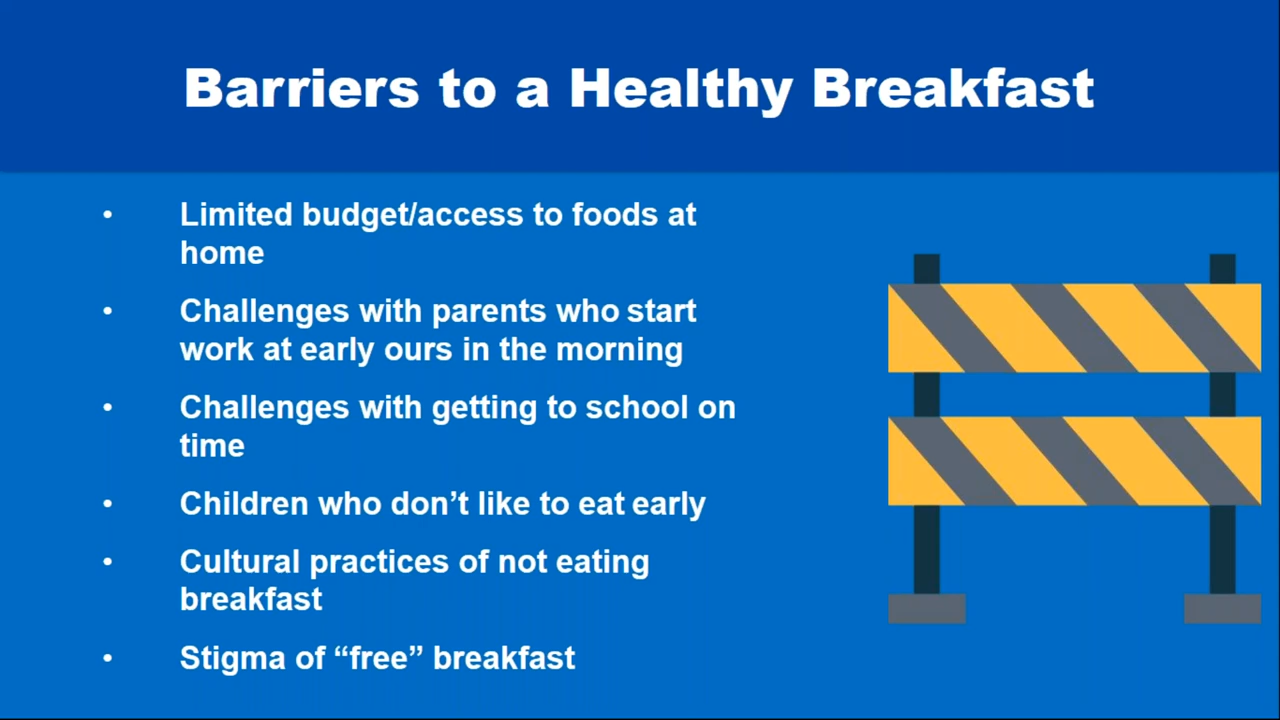 Barriers to a Healthy Breakfast
• Limited budget/access to foods at
home
• Challenges with parents who start
work at early ours in the morning
• Challenges with getting to school on
time
• Children who don’t like to eat early
• Cultural practices of not eating
breakfast
• Stigma of “free” breakfast